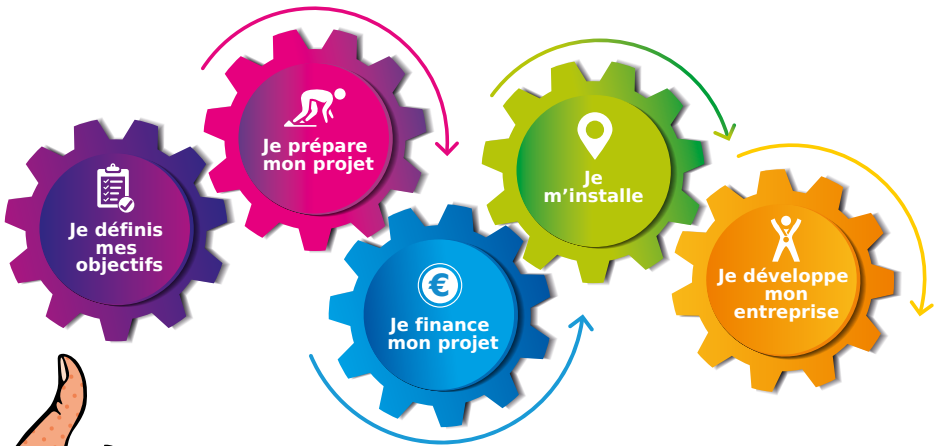 Je définis
mes
objectifs
Je prépare
mon projet
€
Je finance
mon projet
Je
m’installe
Je développe
mon
entreprise